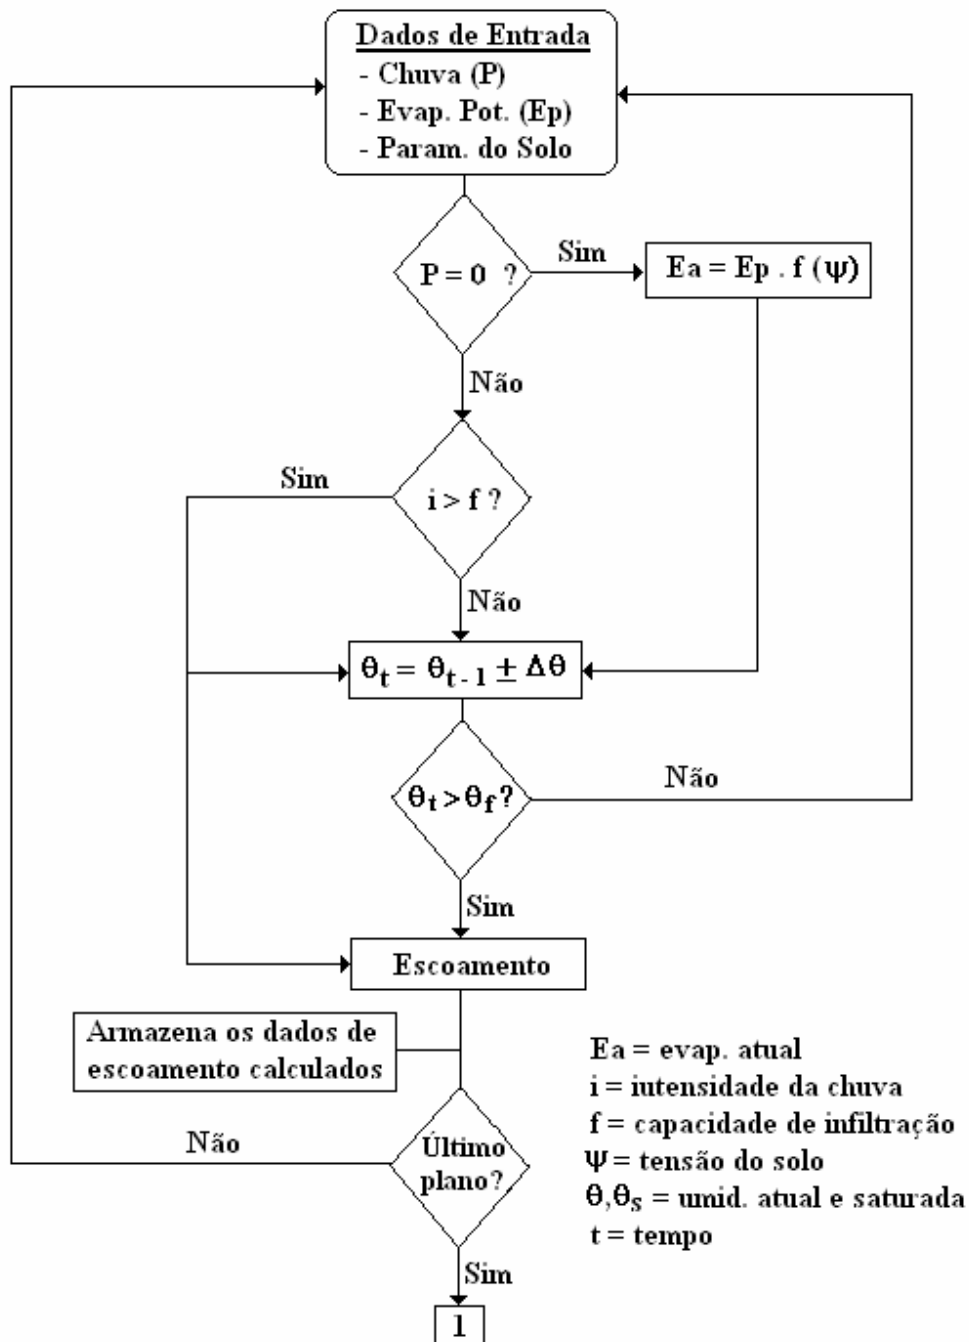 Dados de Entrada
- Chuva (P)
- Evap. Pot. (Ep)
- Param. do Solo
P = 0 ?
Sim
Ea = Ep . f (ψ)
Não
Sim
i > f ?
Não
θt = θt-1 ± Δθ
θt > θf ?
Não
Sim
Escoamento
Armazena os dados de
escoamento calculados
Não
Último
plano?
Sim
1
Ea = evap. atual
i = iutensidade da chuva
f = capacidade de infiltração
Ψ = tensão do solo
θ,θs = umid. atual e saturada
t = tempo